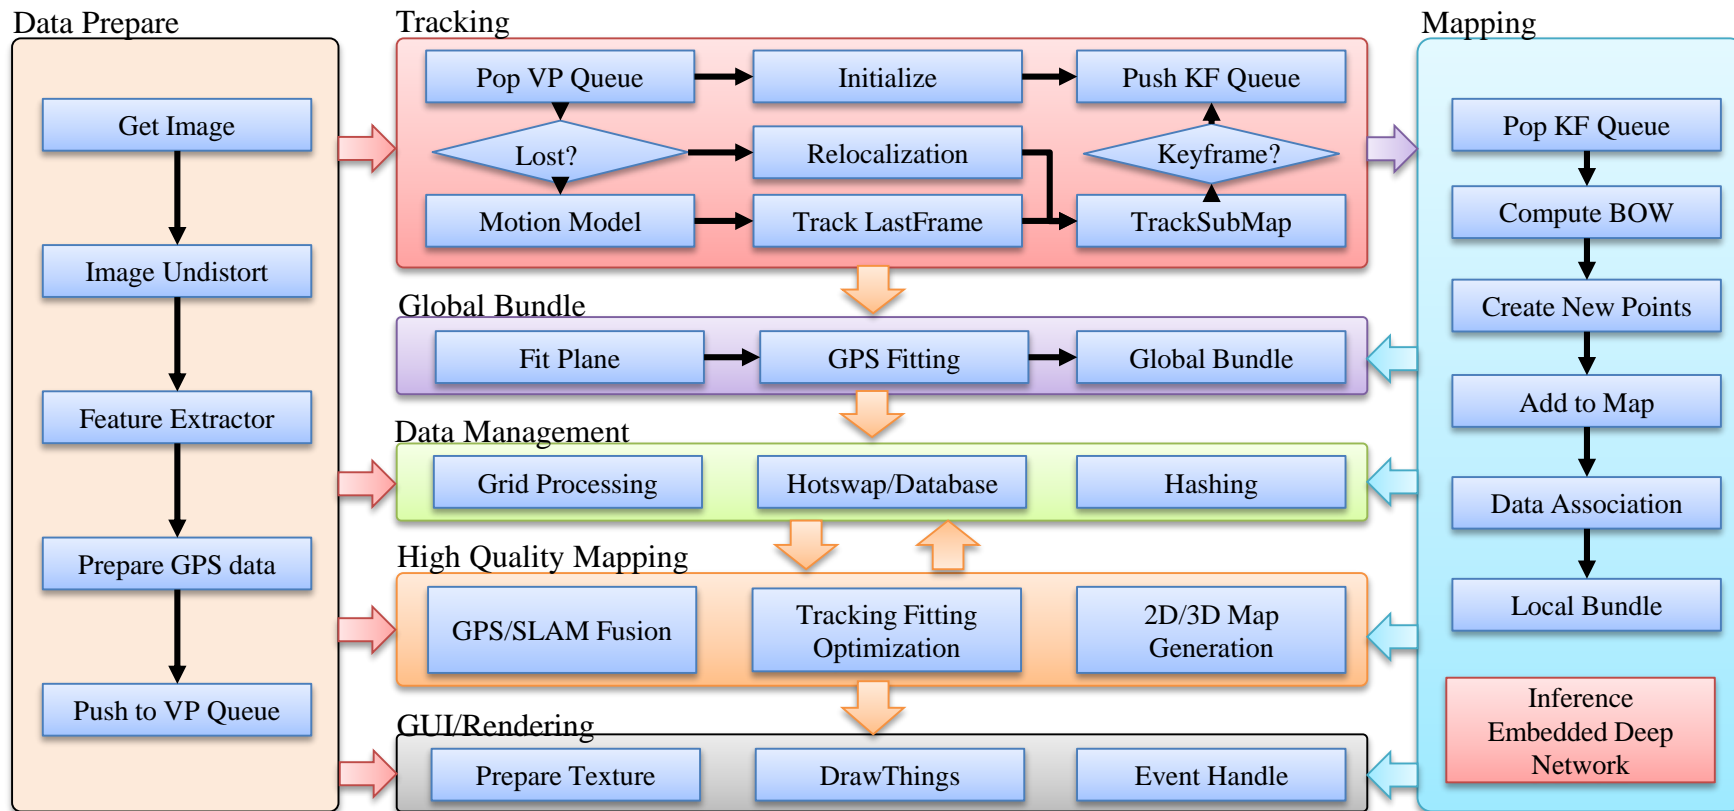 Data Prepare
Get Image
Image Undistort
Feature Extractor
Prepare GPS data
Push to VP Queue
Tracking
Pop VP Queue
Initialize
Push KF Queue
Lost?
Relocalization
Keyframe?
Motion Model
Track LastFrame
TrackSubMap
Global Bundle
Fit Plane
GPS Fitting
Global Bundle
Data Management
Grid Processing
Hotswap/Database
Hashing
High Quality Mapping
GPS/SLAM Fusion
Tracking Fitting
Optimization
2D/3D Map
Generation
GUI/Rendering
Prepare Texture
DrawThings
Event Handle
Mapping
Pop KF Queue
Compute BOW
Create New Points
Add to Map
Data Association
Local Bundle
Inference
Embedded Deep
Network